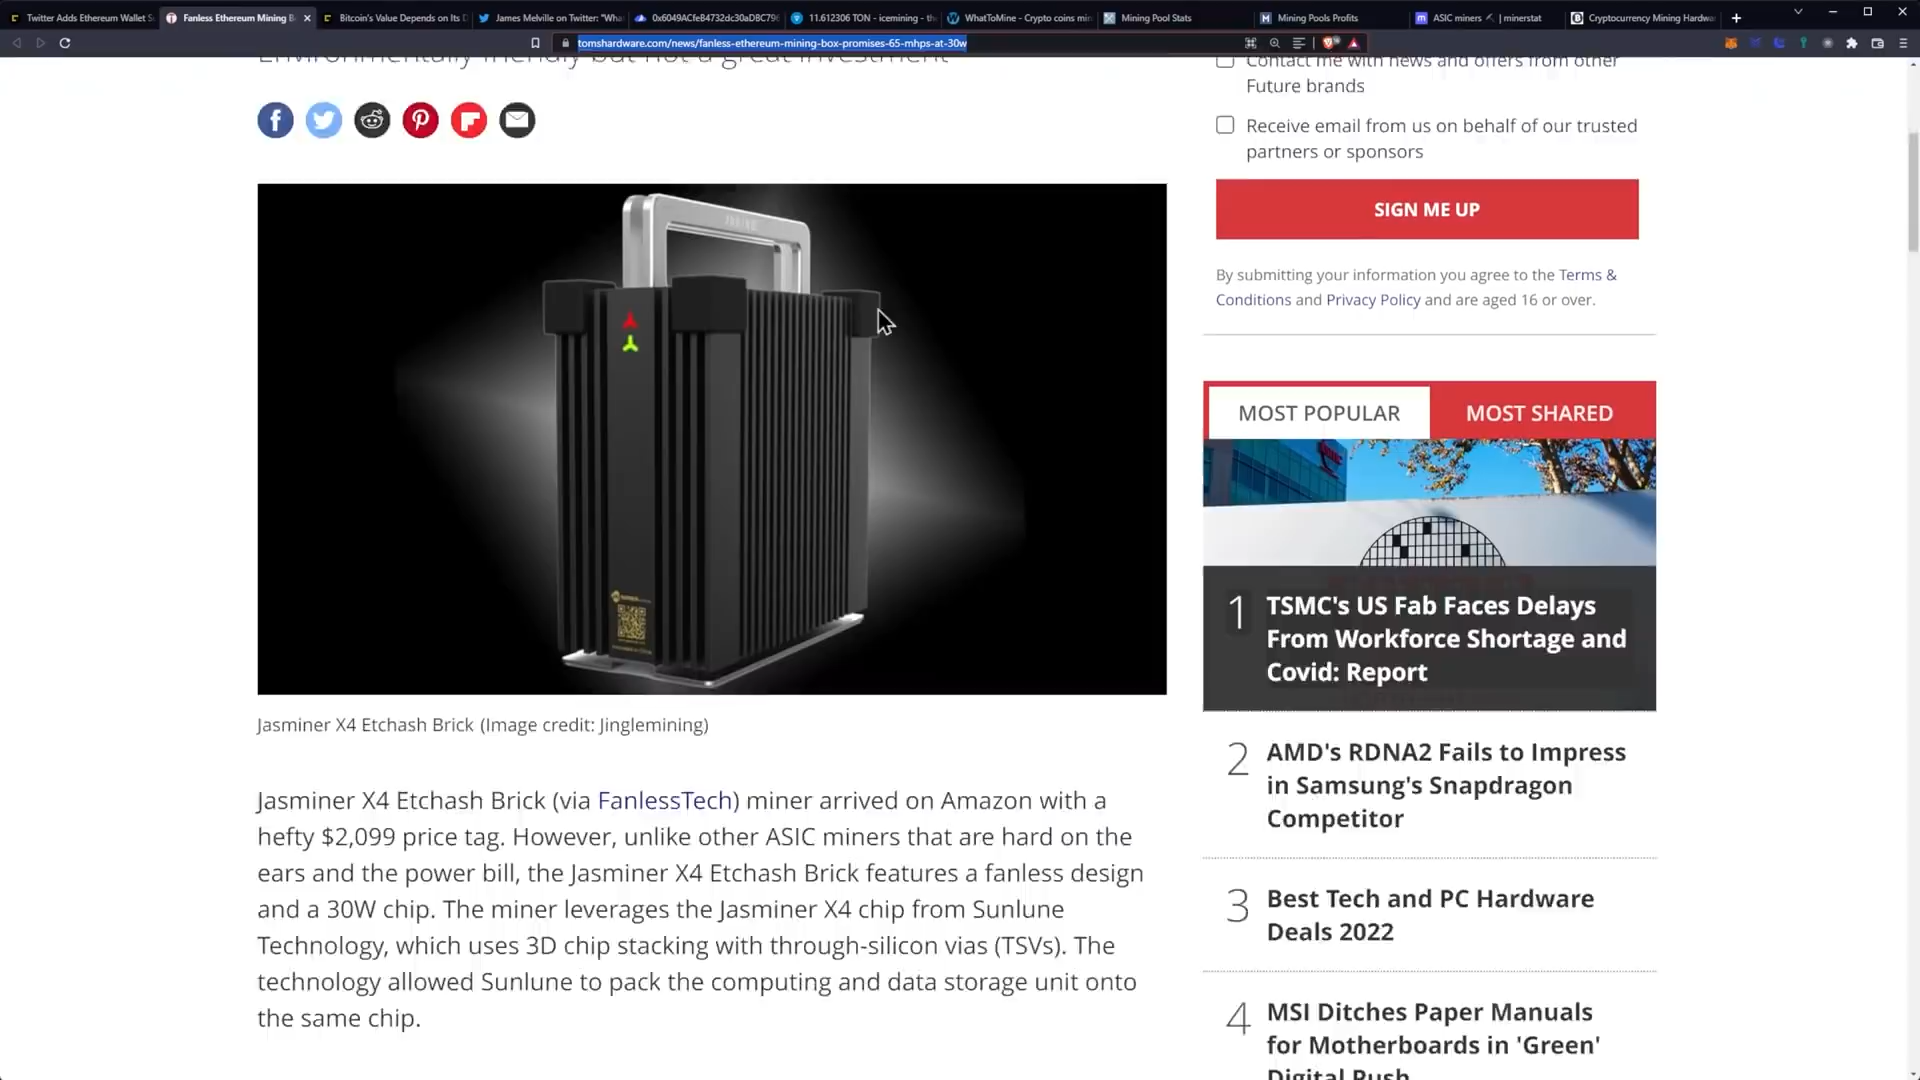 Twitter Adds Ethereum Wallet S
Fanless Ethereum Mining B
Bitcoin's Value Depends on Its D
James Melville on Twitter: "Wha
0x6049ACfeB4732dc30aDBC79
11.612306 TON - icemining - th
WhatToMine - Crypto coins min
Mining Pool Stats
Mining Pools Profits
ASIC miners ⛏ | minerstat
Cryptocurrency Mining Hardwa
tomshardware.com/news/fanless-ethereum-mining-box-promises-65-mhps-at-30w
Environmentally friendly but not a great investment
Jasminer X4 Etchash Brick (Image credit: Jinglemining)
Jasminer X4 Etchash Brick (via FanlessTech) miner arrived on Amazon with a
hefty $2,099 price tag. However, unlike other ASIC miners that are hard on the
ears and the power bill, the Jasminer X4 Etchash Brick features a fanless design
and a 30W chip. The miner leverages the Jasminer X4 chip from Sunlune
Technology, which uses 3D chip stacking with through-silicon vias (TSVs). The
technology allowed Sunlune to pack the computing and data storage unit onto
the same chip.
Contact me with news and offers from other
Future brands
Receive email from us on behalf of our trusted
partners or sponsors
SIGN ME UP
By submitting your information you agree to the Terms &
Conditions and Privacy Policy and are aged 16 or over.
MOST POPULAR
MOST SHARED
1 TSMC's US Fab Faces Delays
From Workforce Shortage and
Covid: Report
2 AMD's RDNA2 Fails to Impress
in Samsung's Snapdragon
Competitor
3 Best Tech and PC Hardware
Deals 2022
4 MSI Ditches Paper Manuals
for Motherboards in 'Green'
Digital Push